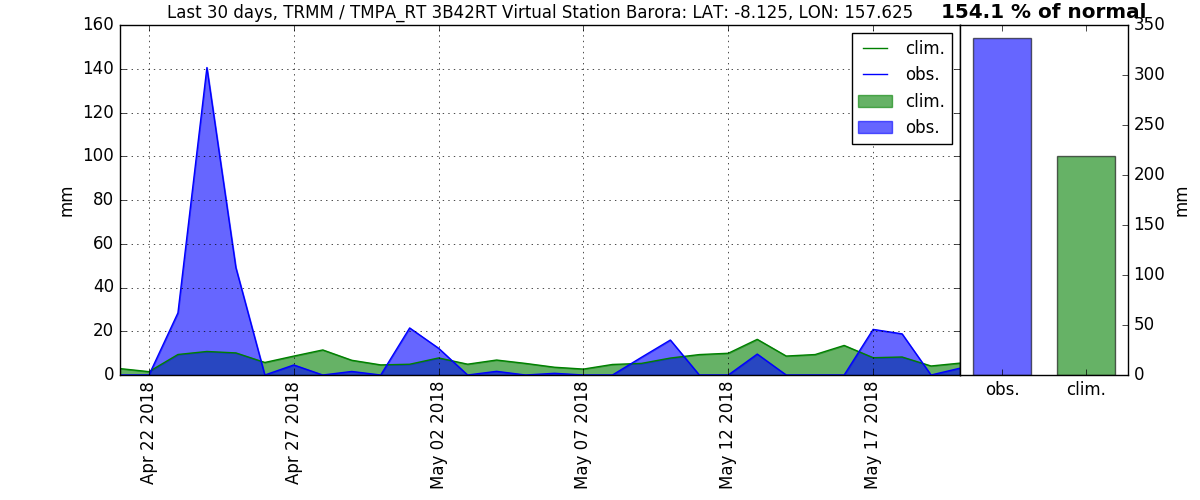 Last 30 days, TRMM / TMPA_RT 3B42RT Virtual Station Barora: LAT: -8.125, LON: 157.625
154.1 % of normal
160
140
120
100
80
60
40
20
0
mm
clim.
obs.
clim.
obs.
Apr 22 2018
Apr 27 2018
May 02 2018
May 07 2018
May 12 2018
May 17 2018
350
300
250
200
150
100
50
0
mm
obs.
clim.